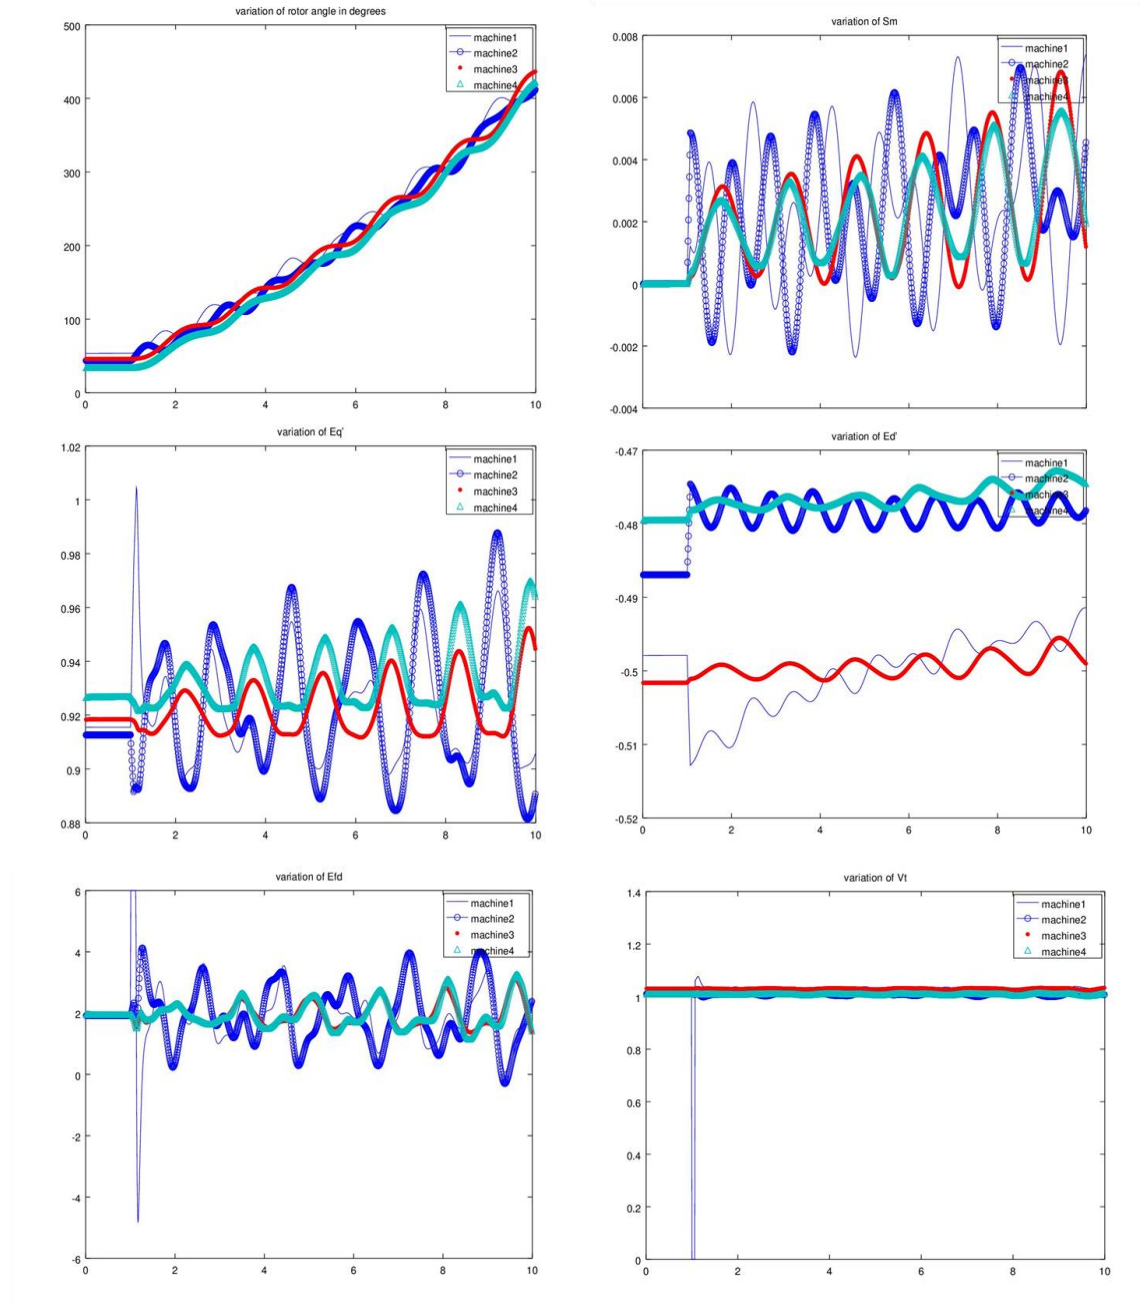 variation of rotor angle in degrees
500
400
300
200
100
0
0 2 4 6 8 10
machine1
machine2
machine3
machine4
variation of Sm
0.008
0.006
0.004
0.002
0
-0.002
-0.004
2 4 6 8 10
0
machine1
machine2
machine3
machine4
variation of Eq'
1.02
1
0.98
0.96
0.94
0.92
0.9
0.88
0 2 4 6 8 10
machine1
machine2
machine3
machine4
variation of Ed'
-0.47
-0.48
-0.49
-0.5
-0.51
-0.52
0 2 4 6 8 10
machine1
machine2
machine3
machine4
variation of Efd
6
4
2
0
-2
-4
-6
0 2 4 6 8 10
machine1
machine2
machine3
machine4
variation of Vt
1.4
1.2
1
0.8
0.6
0.4
0.2
0
0 2 4 6 8 10
machine1
machine2
machine3
machine4